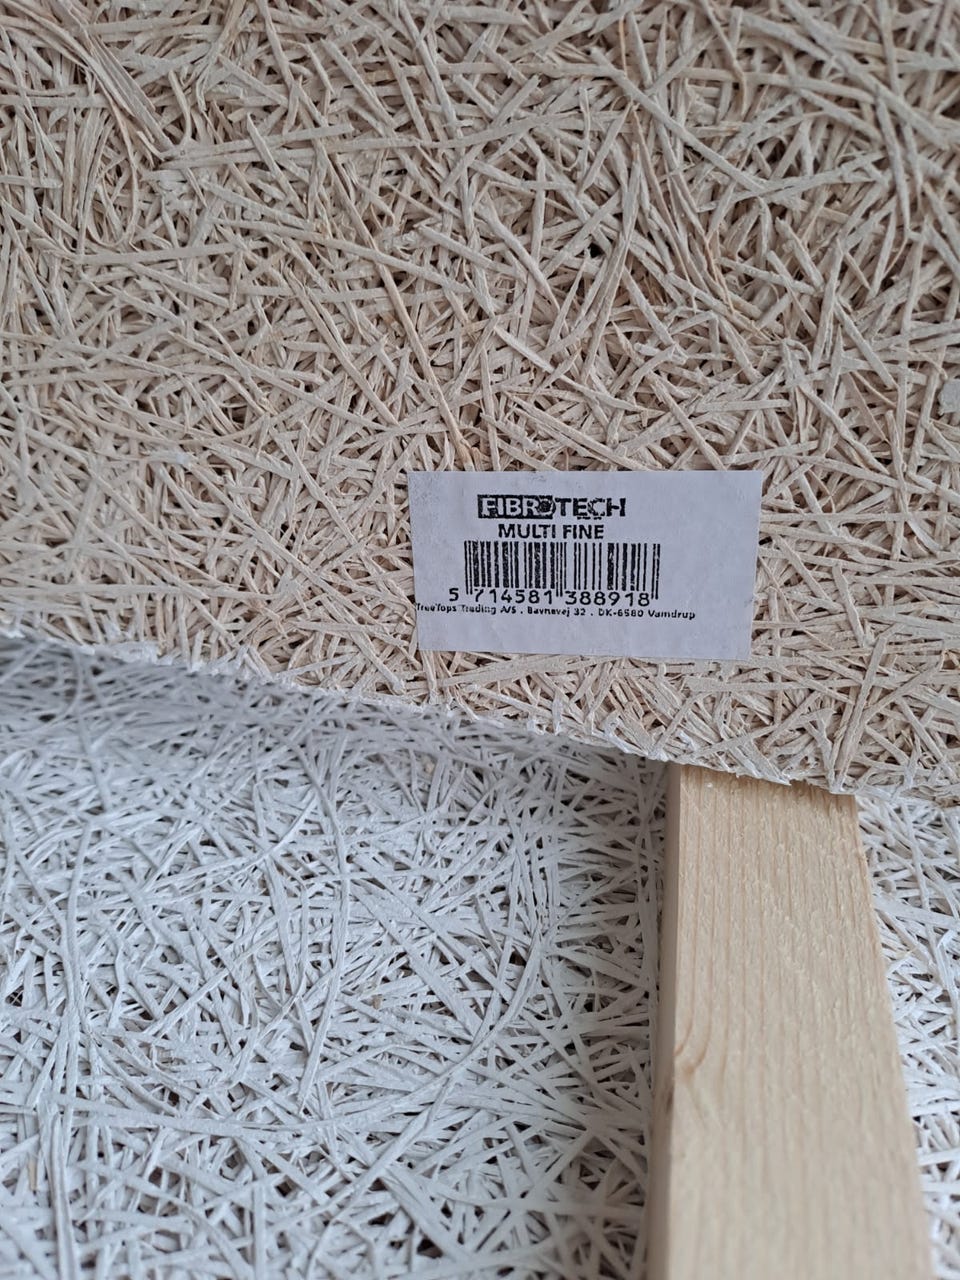 FIBROTECH
MULTI FINE
5 714581 388918
TreeTops Trading A/S . Bavnevej 32 . DK-6580 Vamdrup